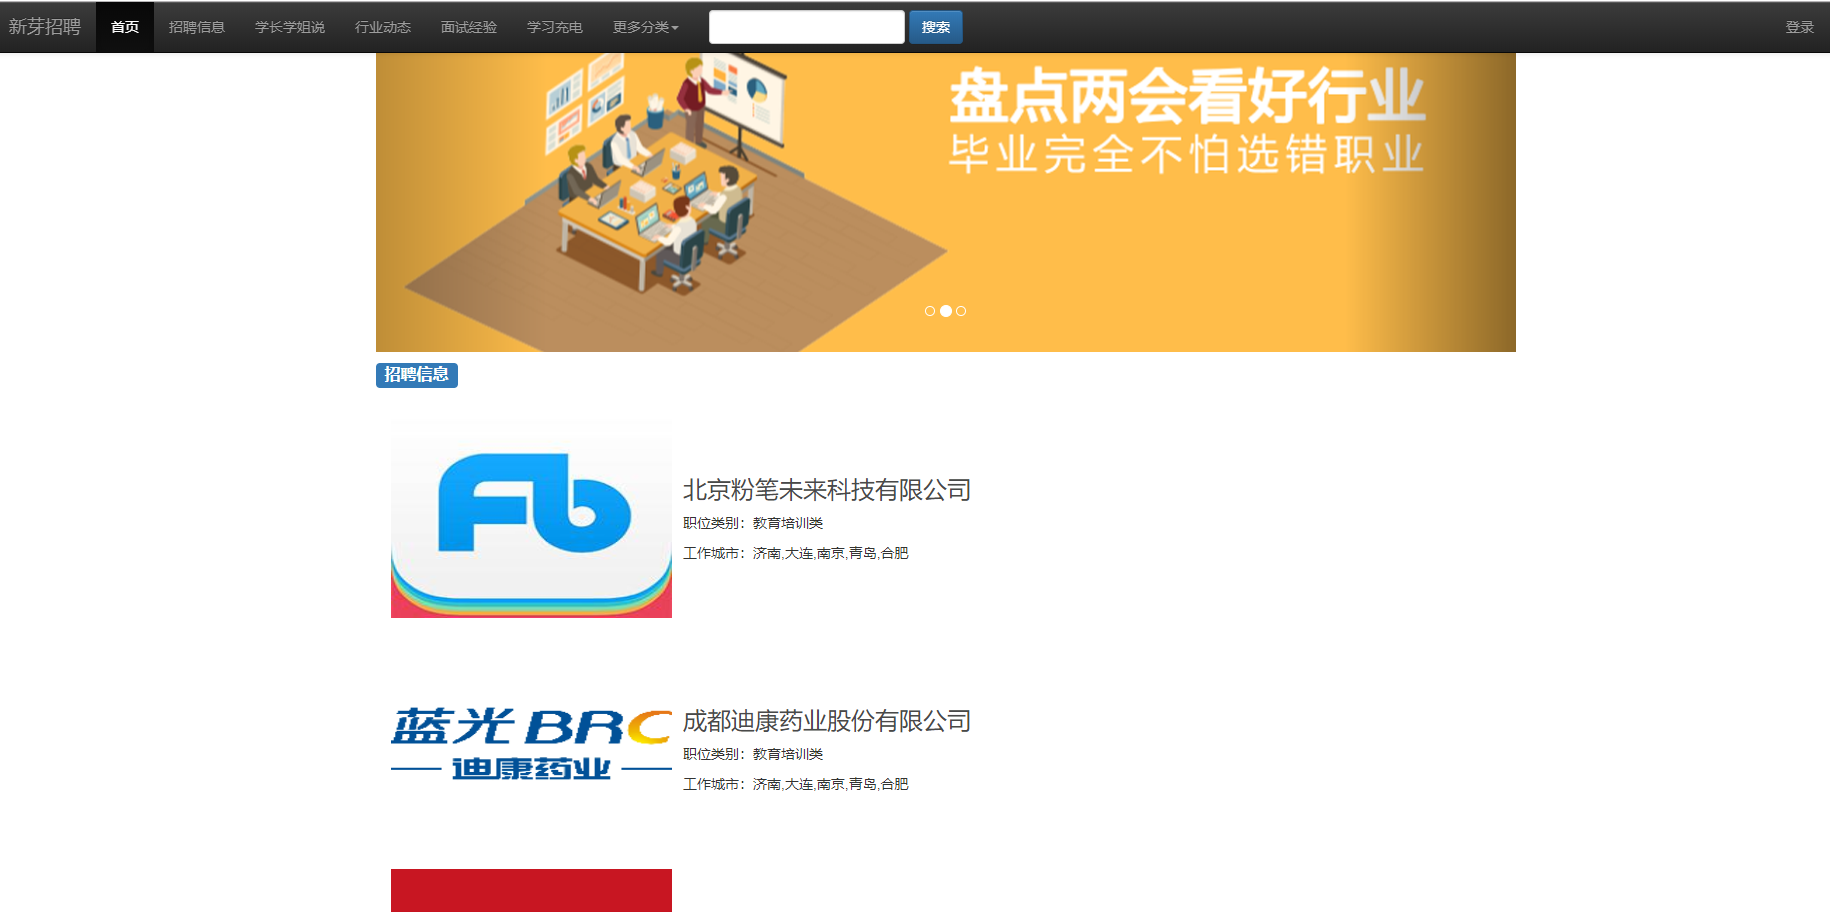 新芽招聘 首页 招聘信息 学长学姐说 行业动态 面试经验 学习充电 更多分类 搜索 登录
盘点两会看好行业
毕业完全不怕选错职业
招聘信息
Fb
北京粉笔未来科技有限公司
职位类别：教育培训类
工作城市：济南,大连,南京,青岛,合肥
蓝光 BRC
迪康药业
成都迪康药业股份有限公司
职位类别：教育培训类
工作城市：济南,大连,南京,青岛,合肥